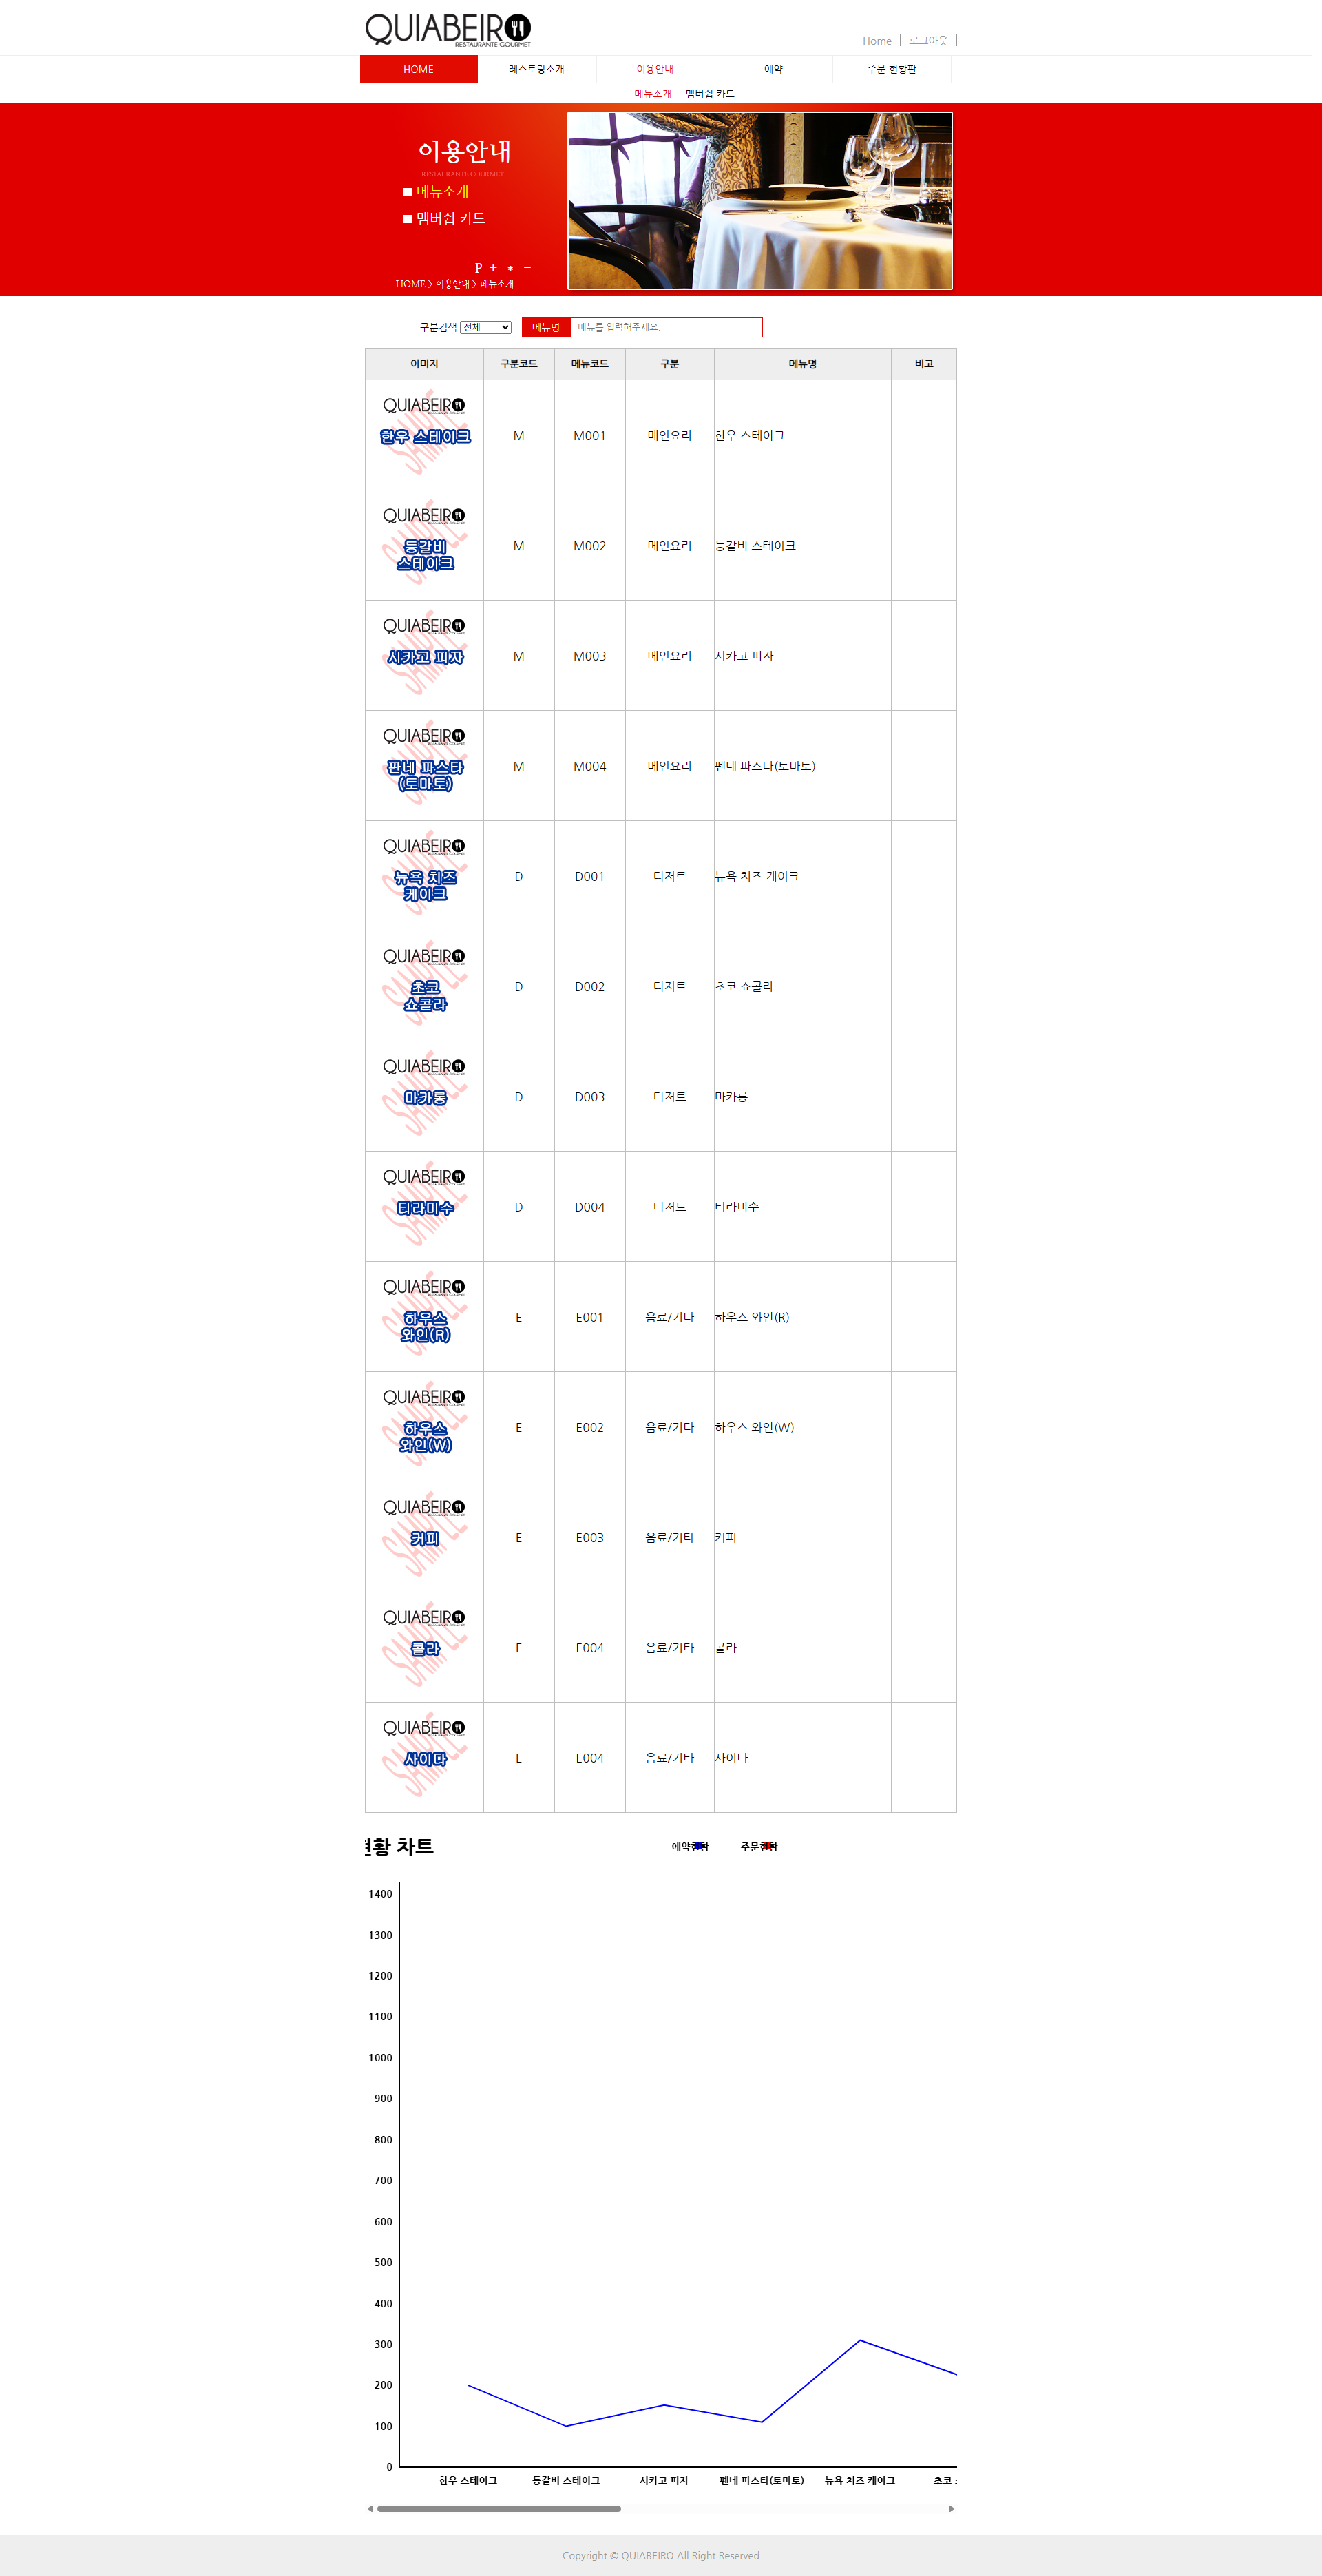 QUIABEIRO
RESTAURANTE GOURMET
Home 로그아웃
HOME 레스토랑소개 이용안내 예약 주문 현황판
메뉴소개 멤버쉽 카드
이용안내
RESTAURANTE GOURMET
■ 메뉴소개
■ 멤버쉽 카드
P + * −
HOME > 이용안내 > 메뉴소개
구분검색 전체 메뉴명 메뉴를 입력해주세요.
이미지 구분코드 메뉴코드 구분 메뉴명 비고
QUIABEIRO
한우 스테이크
M M001 메인요리 한우 스테이크
QUIABEIRO
등갈비
스테이크
M M002 메인요리 등갈비 스테이크
QUIABEIRO
시카고 피자
M M003 메인요리 시카고 피자
QUIABEIRO
판네 파스타
(토마토)
M M004 메인요리 펜네 파스타(토마토)
QUIABEIRO
뉴욕 치즈
케이크
D D001 디저트 뉴욕 치즈 케이크
QUIABEIRO
초코
쇼콜라
D D002 디저트 초코 쇼콜라
QUIABEIRO
마카롱
D D003 디저트 마카롱
QUIABEIRO
티라미수
D D004 디저트 티라미수
QUIABEIRO
하우스
와인(R)
E E001 음료/기타 하우스 와인(R)
QUIABEIRO
하우스
와인(W)
E E002 음료/기타 하우스 와인(W)
QUIABEIRO
커피
E E003 음료/기타 커피
QUIABEIRO
콜라
E E004 음료/기타 콜라
QUIABEIRO
사이다
E E004 음료/기타 사이다
현황 차트 예약현황 주문현황
1400
1300
1200
1100
1000
900
800
700
600
500
400
300
200
100
0
한우 스테이크 등갈비 스테이크 시카고 피자 펜네 파스타(토마토) 뉴욕 치즈 케이크 초코
Copyright © QUIABEIRO All Right Reserved